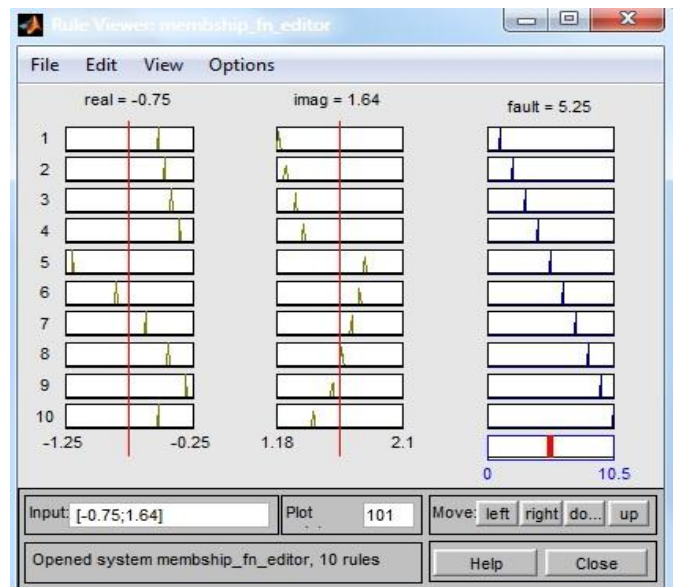 Rule Viewer: membship_fn_editor
File Edit View Options
real = -0.75 imag = 1.64 fault = 5.25
1
2
3
4
5
6
7
8
9
10
-1.25 -0.25 1.18 2.1
0 10.5
Input: [-0.75;1.64] Plot 101 Move: left right do... up
Opened system membship_fn_editor, 10 rules Help Close